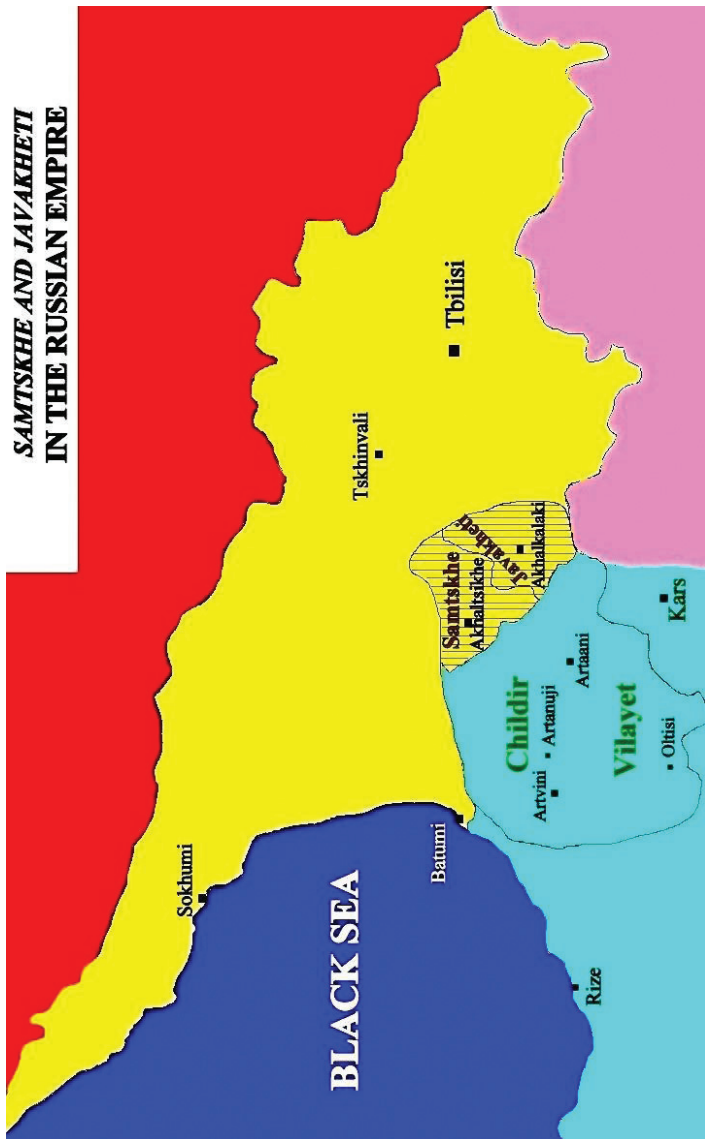 SAMTSKHE AND JAVAKHETI
IN THE RUSSIAN EMPIRE
Sokhumi
Tskhinvali
Tbilisi
BLACK SEA
Batumi
Samtskhe
Akhaltsikhe
Javakheti
Akhalkalaki
Childir
Vilayet
Artvini
Artanuji
Artaani
Oltisi
Kars
Rize